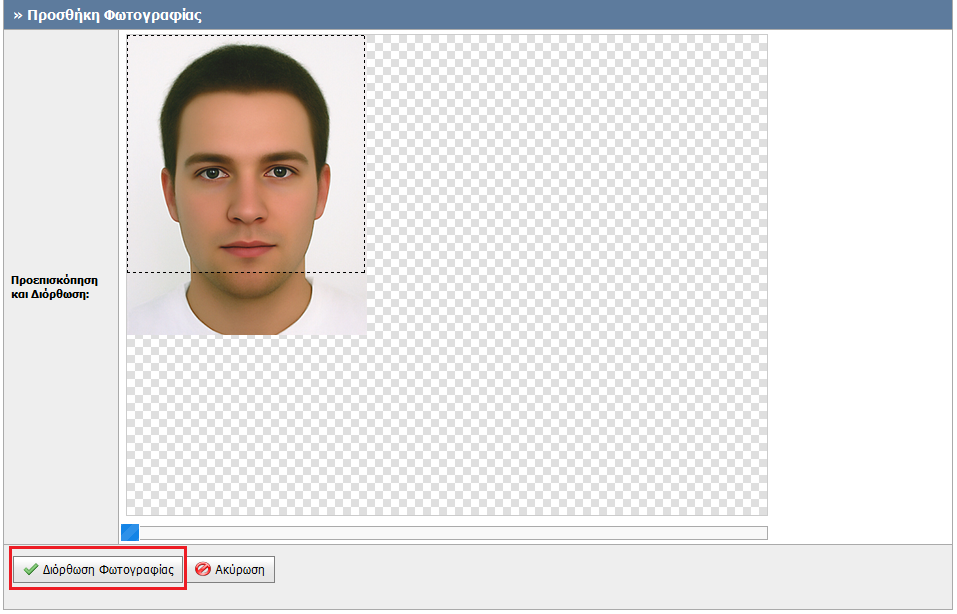 » Προσθήκη Φωτογραφίας
Προεπισκόπηση
και Διόρθωση:
Διόρθωση Φωτογραφίας
Ακύρωση